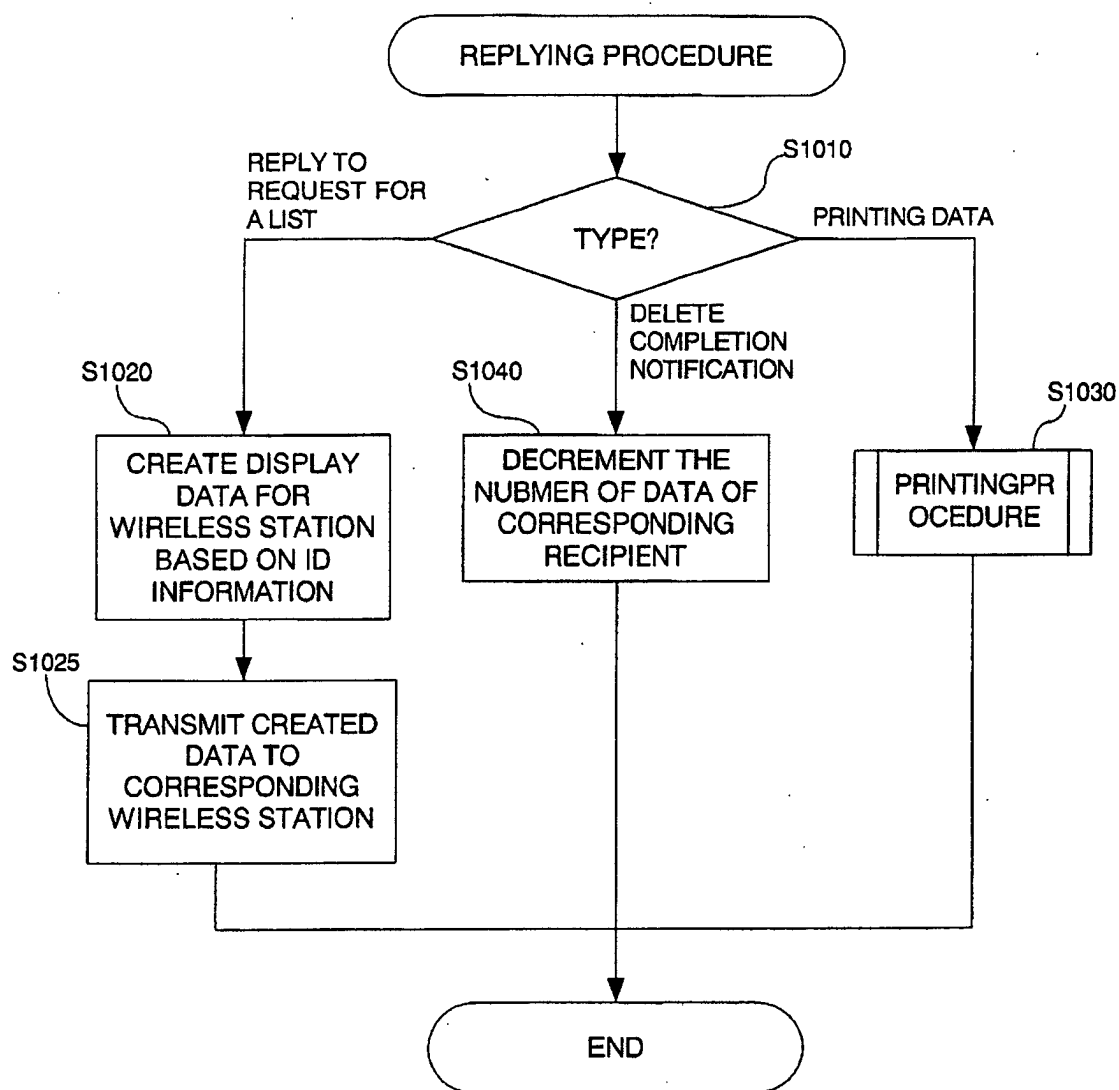 REPLYING PROCEDURE
S1010
REPLY TO
REQUEST FOR
A LIST
TYPE?
PRINTING DATA
DELETE
COMPLETION
NOTIFICATION
S1020
CREATE DISPLAY
DATA FOR
WIRELESS STATION
BASED ON ID
INFORMATION
S1040
DECREMENT THE
NUBMER OF DATA OF
CORRESPONDING
RECIPIENT
S1030
PRINTINGPR
OCEDURE
S1025
TRANSMIT CREATED
DATA TO
CORRESPONDING
WIRELESS STATION
END